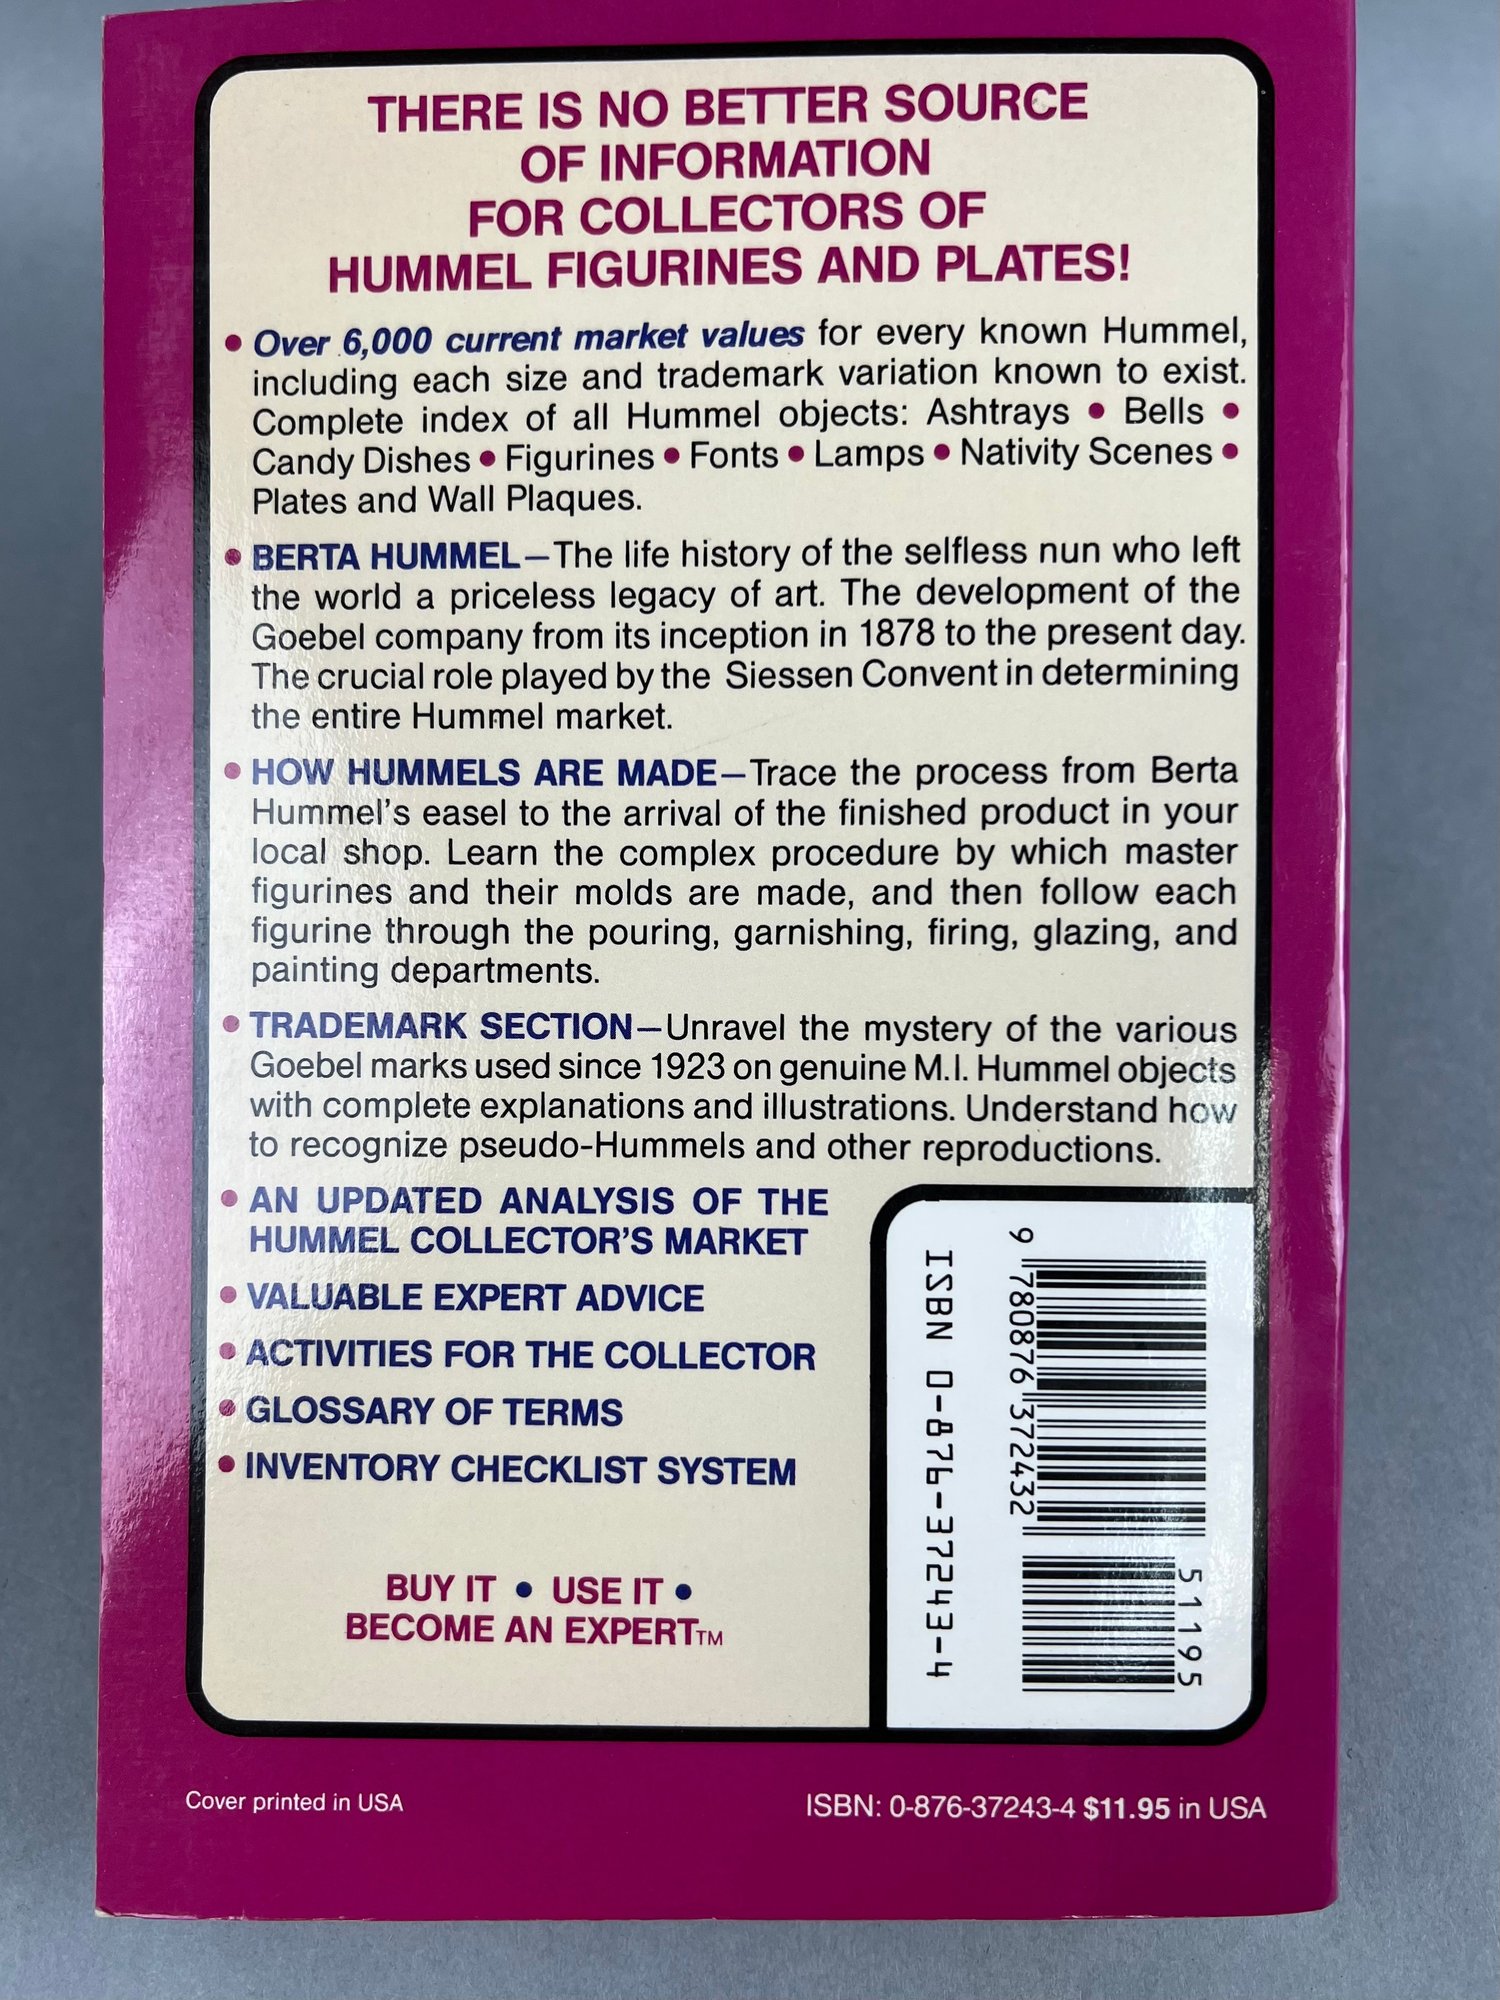 THERE IS NO BETTER SOURCE
OF INFORMATION
FOR COLLECTORS OF
HUMMEL FIGURINES AND PLATES!
• Over 6,000 current market values for every known Hummel,
including each size and trademark variation known to exist.
Complete index of all Hummel objects: Ashtrays • Bells •
Candy Dishes • Figurines • Fonts • Lamps • Nativity Scenes •
Plates and Wall Plaques.
• BERTA HUMMEL—The life history of the selfless nun who left
the world a priceless legacy of art. The development of the
Goebel company from its inception in 1878 to the present day.
The crucial role played by the Siessen Convent in determining
the entire Hummel market.
• HOW HUMMELS ARE MADE—Trace the process from Berta
Hummel's easel to the arrival of the finished product in your
local shop. Learn the complex procedure by which master
figurines and their molds are made, and then follow each
figurine through the pouring, garnishing, firing, glazing, and
painting departments.
• TRADEMARK SECTION—Unravel the mystery of the various
Goebel marks used since 1923 on genuine M.I. Hummel objects
with complete explanations and illustrations. Understand how
to recognize pseudo-Hummels and other reproductions.
• AN UPDATED ANALYSIS OF THE
HUMMEL COLLECTOR'S MARKET
• VALUABLE EXPERT ADVICE
• ACTIVITIES FOR THE COLLECTOR
• GLOSSARY OF TERMS
• INVENTORY CHECKLIST SYSTEM
BUY IT • USE IT •
BECOME AN EXPERT™
9 780876 372432
51195
ISBN 0-876-37243-4
Cover printed in USA
ISBN: 0-876-37243-4 $11.95 in USA